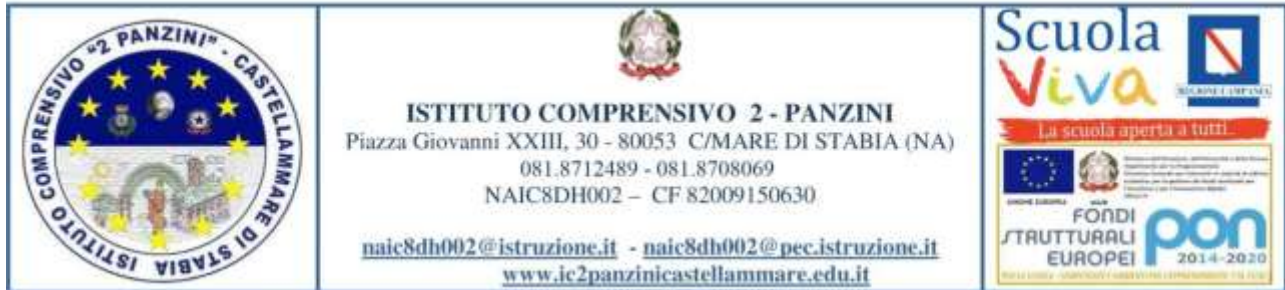 ISTITUTO COMPRENSIVO "2 PANZINI" - CASTELLAMMARE DI STABIA
ISTITUTO COMPRENSIVO 2 - PANZINI
Piazza Giovanni XXIII, 30 - 80053 C/MARE DI STABIA (NA)
081.8712489 - 081.8708069
NAIC8DH002 – CF 82009150630
naic8dh002@istruzione.it - naic8dh002@pec.istruzione.it
www.ic2panzinicastellammare.edu.it
Scuola
Viva
REGIONE CAMPANIA
La scuola aperta a tutti..
UNIONE EUROPEA
MIUR
FONDI
STRUTTURALI
EUROPEI
pon
2014-2020